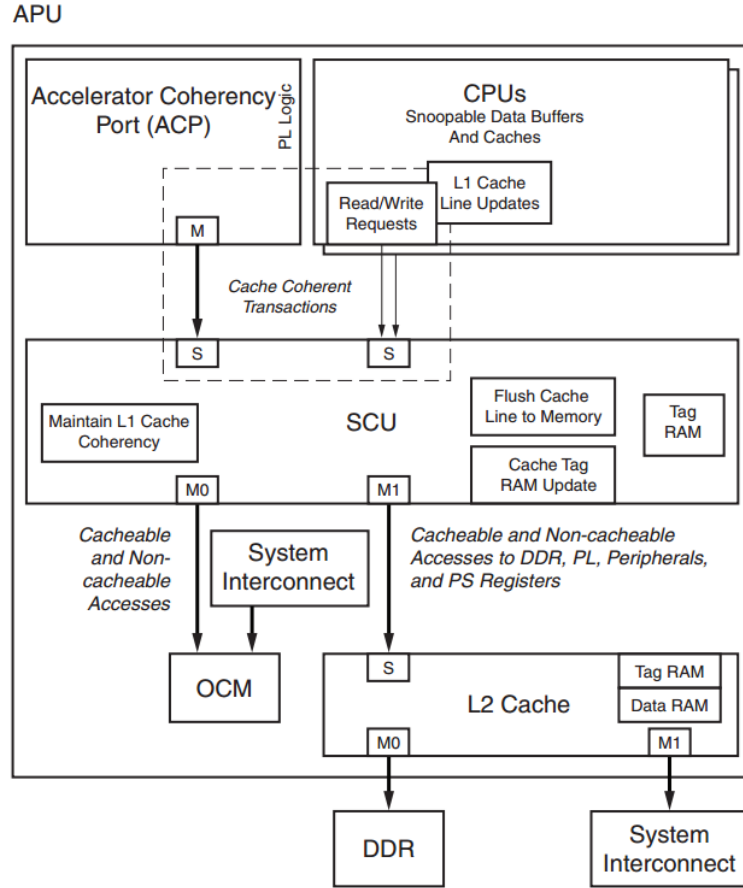 APU
Accelerator Coherency
Port (ACP)
PL Logic
M
CPUs
Snoopable Data Buffers
And Caches
L1 Cache
Line Updates
Read/Write
Requests
Cache Coherent
Transactions
S
S
Maintain L1 Cache
Coherency
SCU
Flush Cache
Line to Memory
Cache Tag
RAM Update
Tag
RAM
M0
M1
Cacheable
and Non-
cacheable
Accesses
System
Interconnect
Cacheable and Non-cacheable
Accesses to DDR, PL, Peripherals,
and PS Registers
OCM
S
L2 Cache
Tag RAM
Data RAM
M0
M1
DDR
System
Interconnect